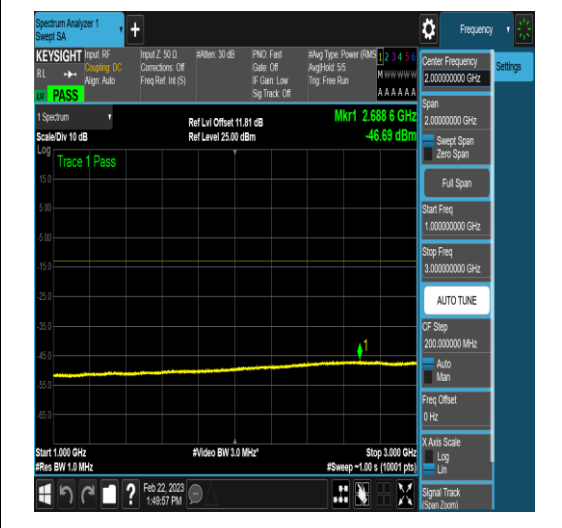 Spectrum Analyzer 1
Swept SA
+
Frequency
KEYSIGHT
RL
PASS
Input: RF
Coupling: DC
Align: Auto
Input Z: 50 Ω
Corrections: Off
Freq Ref: Int (S)
#Atten: 30 dB
PNO: Fast
Gate: Off
IF Gain: Low
Sig Track: Off
#Avg Type: Power (RMS
Avg|Hold: 5/5
Trig: Free Run
1 2 3 4 5 6
M W W W W W
A A A A A A
1 Spectrum
Scale/Div 10 dB
Ref Lvl Offset 11.81 dB
Ref Level 25.00 dBm
Mkr1 2.688 6 GHz
-46.69 dBm
Log
Trace 1 Pass
15.0
5.00
-5.00
-15.0
-25.0
-35.0
-45.0
-55.0
-65.0
1
Start 1.000 GHz
#Res BW 1.0 MHz
#Video BW 3.0 MHz*
Stop 3.000 GHz
#Sweep ~1.00 s (10001 pts)
Feb 22, 2023
1:49:57 PM
?
Center Frequency
2.000000000 GHz
Settings
Span
2.00000000 GHz
Swept Span
Zero Span
Full Span
Start Freq
1.000000000 GHz
Stop Freq
3.000000000 GHz
AUTO TUNE
CF Step
200.000000 MHz
Auto
Man
Freq Offset
0 Hz
X Axis Scale
Log
Lin
Signal Track
(Span Zoom)